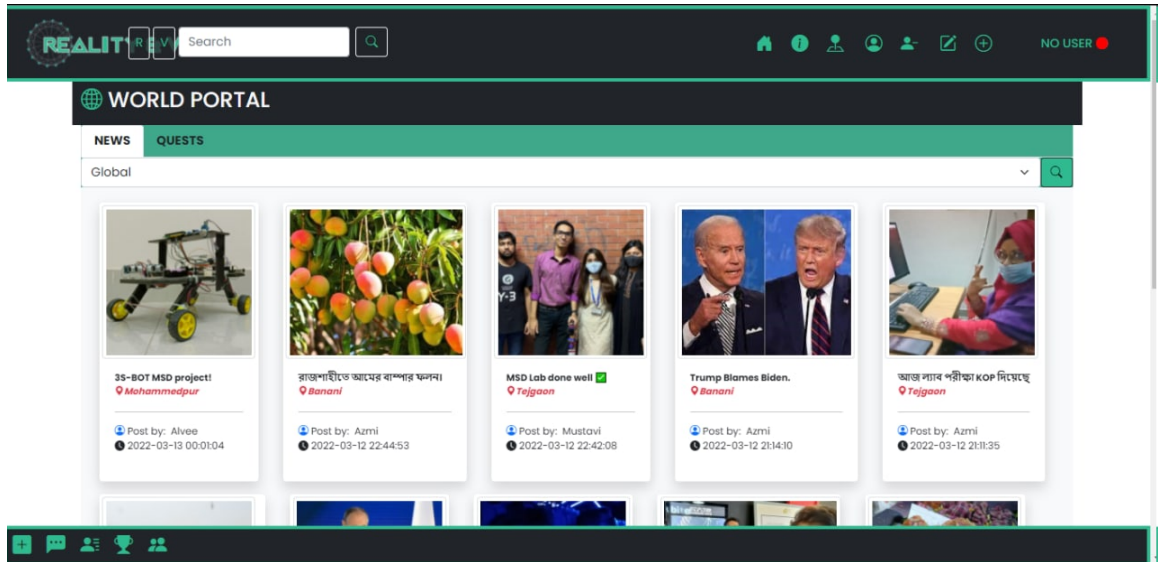 REALITY
R
V
Search
NO USER
WORLD PORTAL
NEWS
QUESTS
Global
3S-BOT MSD project!
Mohammedpur
Post by: Alvee
2022-03-13 00:01:04
রাজশাহীতে আমের বাম্পার ফলন।
Banani
Post by: Azmi
2022-03-12 22:44:53
MSD Lab done well ✅
Tejgaon
Post by: Mustavi
2022-03-12 22:42:08
Trump Blames Biden.
Banani
Post by: Azmi
2022-03-12 21:14:10
আজ ল্যাব পরীক্ষা KOP দিয়েছে
Tejgaon
Post by: Azmi
2022-03-12 21:11:35